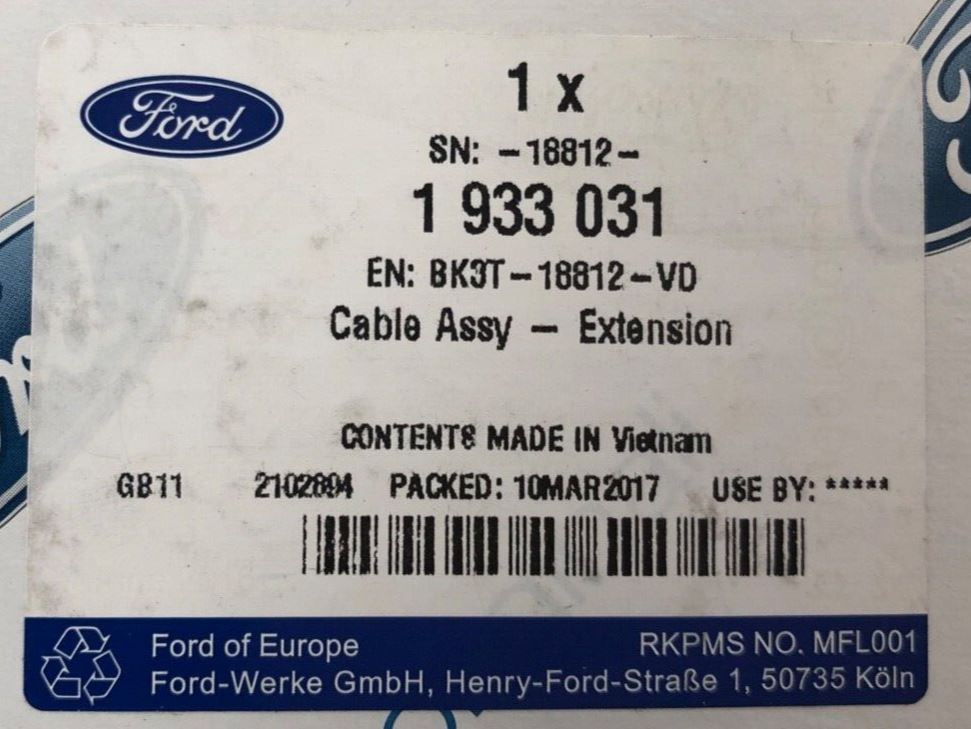 Ford
1 x
SN: -18812-
1 933 031
EN: BK3T-18812-VD
Cable Assy - Extension
CONTENTS MADE IN Vietnam
GB11 2102894 PACKED: 10MAR2017 USE BY: *****
Ford of Europe RKPMS NO. MFL001
Ford-Werke GmbH, Henry-Ford-Straße 1, 50735 Köln